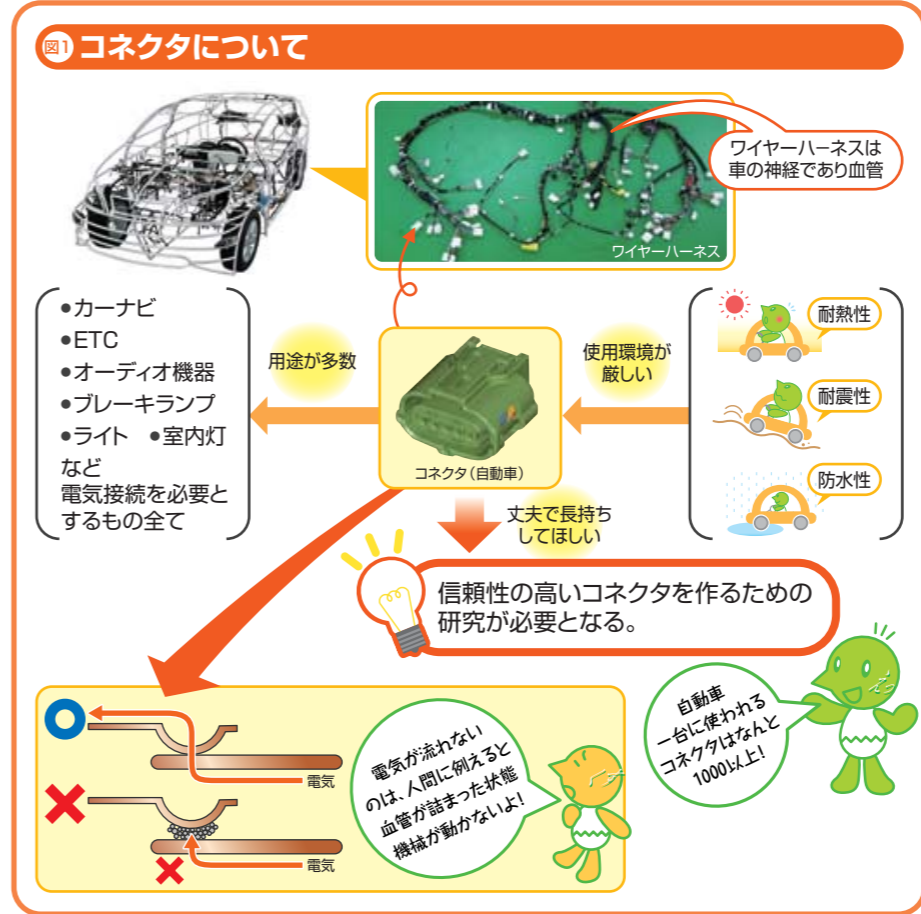 図1 コネクタについて
ワイヤーハーネスは
車の神経であり血管
ワイヤーハーネス
●カーナビ
●ETC
●オーディオ機器
●ブレーキランプ
●ライト ●室内灯
など
電気接続を必要と
するもの全て
用途が多数
コネクタ（自動車）
使用環境が
厳しい
耐熱性
耐震性
防水性
丈夫で長持ち
してほしい
信頼性の高いコネクタを作るための
研究が必要となる。
自動車
一台に使われる
コネクタはなんと
1000以上！
電気
電気
電気が流れない
のは、人間に例えると
血管が詰まった状態
機械が動かないよ！